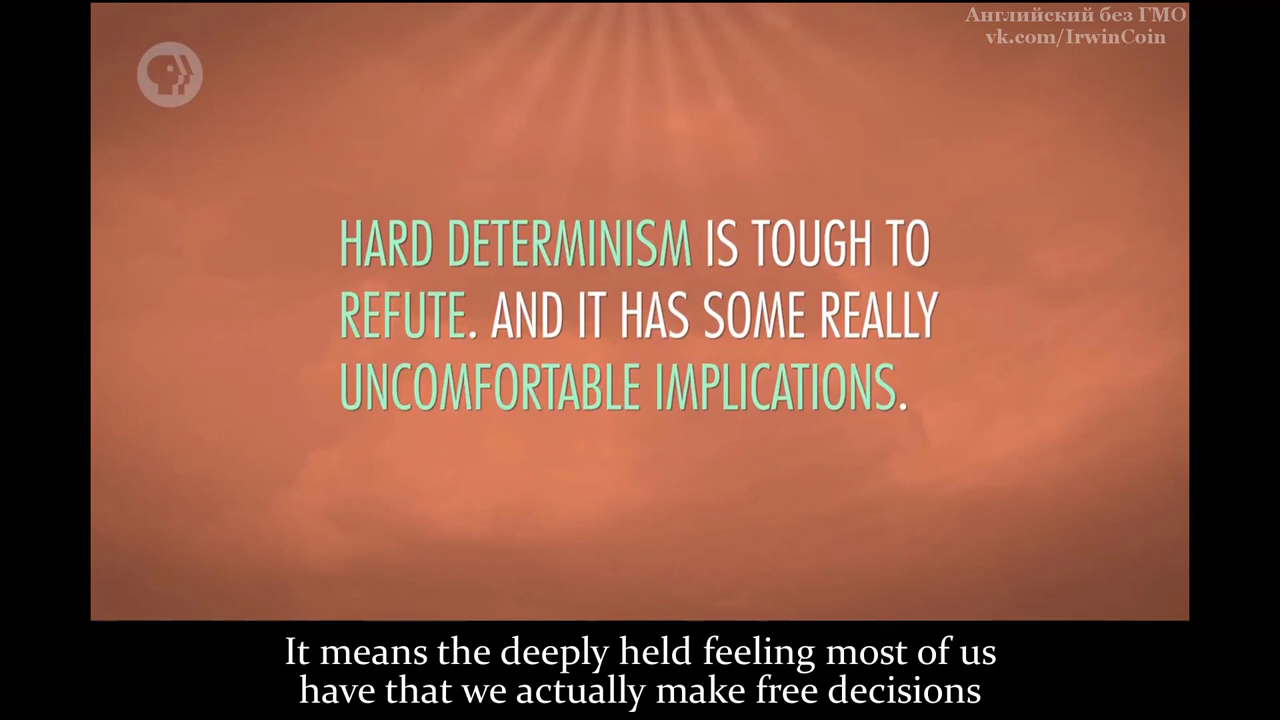 Английский без ГМО
vk.com/IrwinCoin
HARD DETERMINISM IS TOUGH TO
REFUTE. AND IT HAS SOME REALLY
UNCOMFORTABLE IMPLICATIONS.
It means the deeply held feeling most of us
have that we actually make free decisions